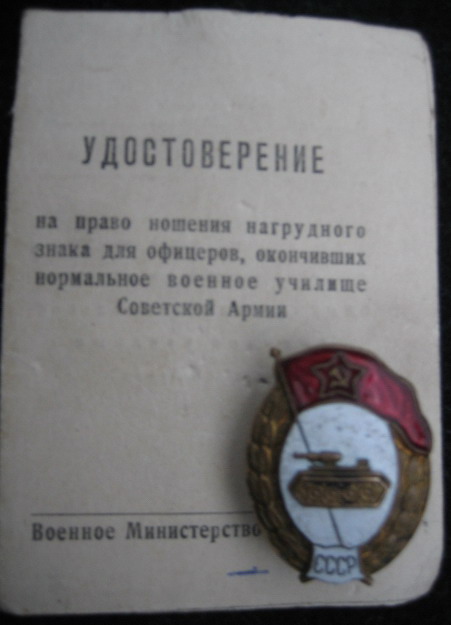 УДОСТОВЕРЕНИЕ
на право ношения нагрудного
знака для офицеров, окончивших
нормальное военное училище
Советской Армии
Военное Министерство
СССР